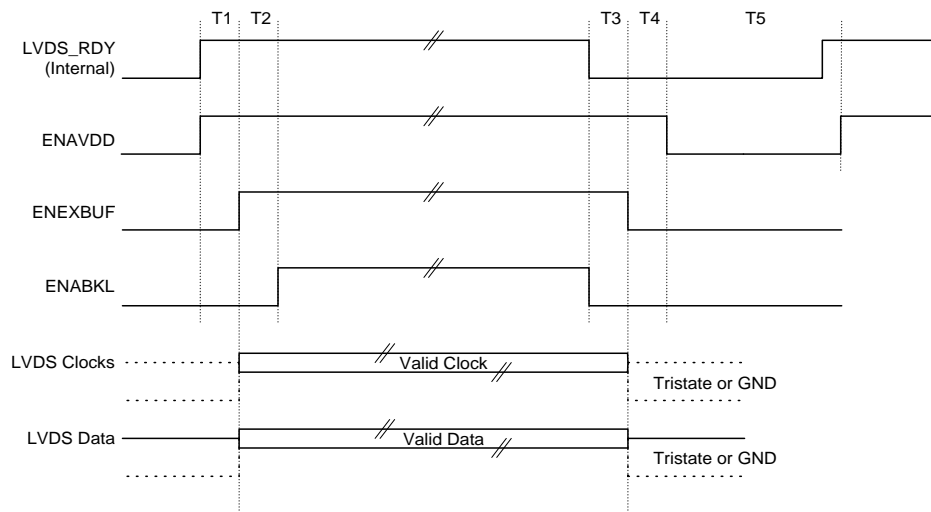 T1 T2 T3 T4 T5
LVDS_RDY
(Internal)
ENAVDD
ENEXBUF
ENABKL
LVDS Clocks
Valid Clock
Tristate or GND
LVDS Data
Valid Data
Tristate or GND